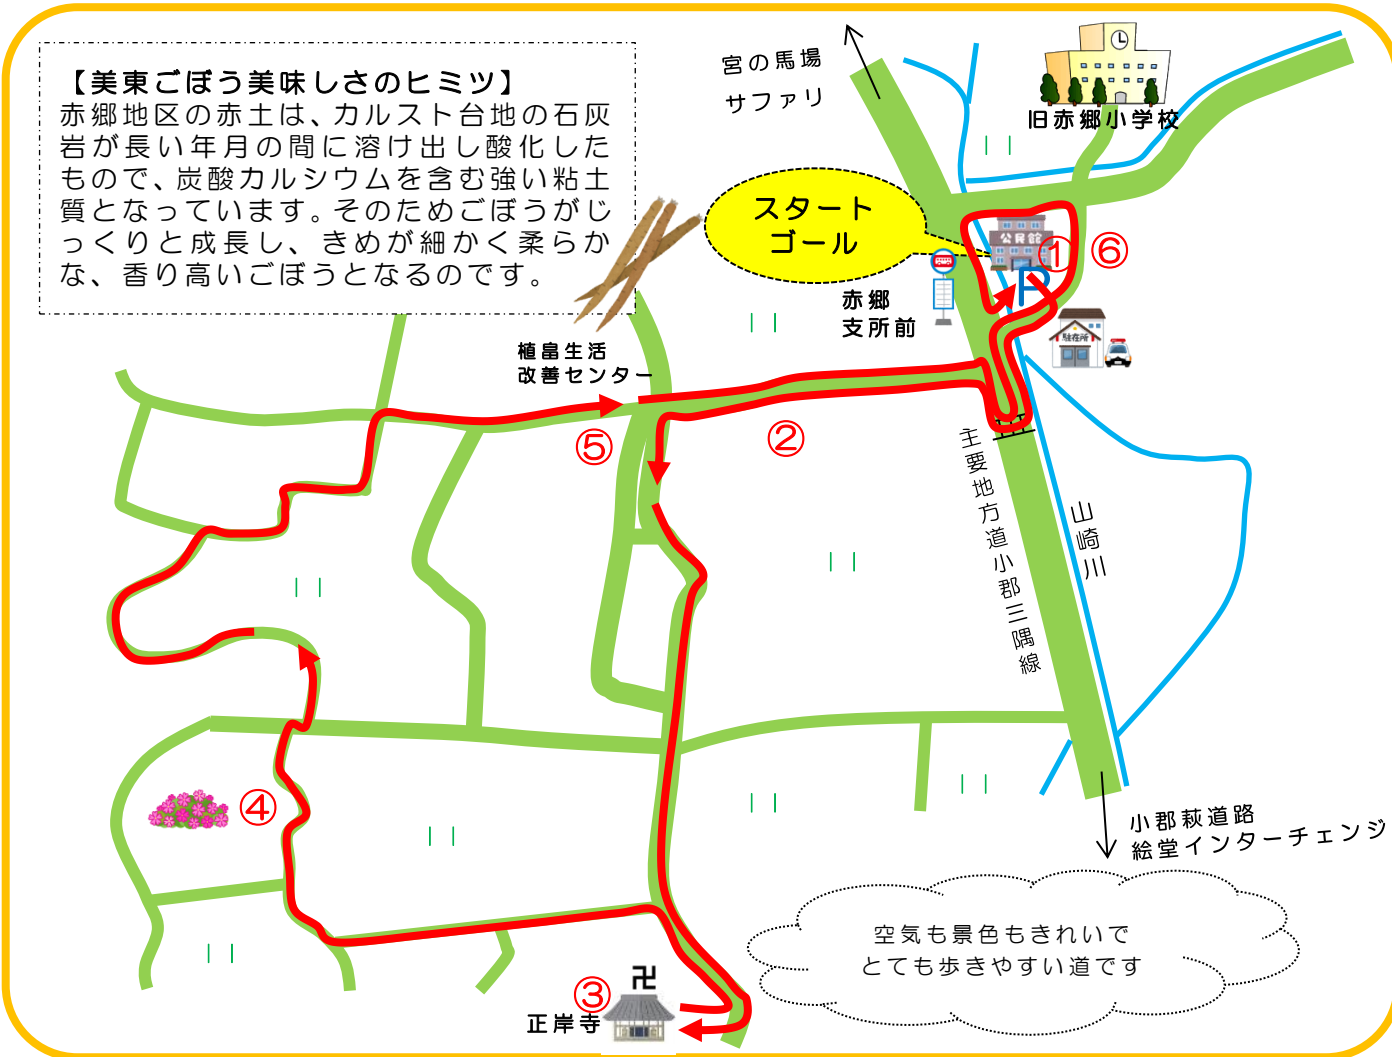 【美東ごぼう美味しさのヒミツ】
赤郷地区の赤土は、カルスト台地の石灰
岩が長い年月の間に溶け出し酸化した
もので、炭酸カルシウムを含む強い粘土
質となっています。そのためごぼうがじ
っくりと成長し、きめが細かく柔らか
な、香り高いごぼうとなるのです。
宮の馬場
サファリ
旧赤郷小学校
スタート
ゴール
公民館
①
⑥
P
赤郷
支所前
駐在所
植畠生活
改善センター
②
⑤
主要地方道小郡三隅線
山崎川
④
小郡萩道路
絵堂インターチェンジ
空気も景色もきれいで
とても歩きやすい道です
卍
③
正岸寺